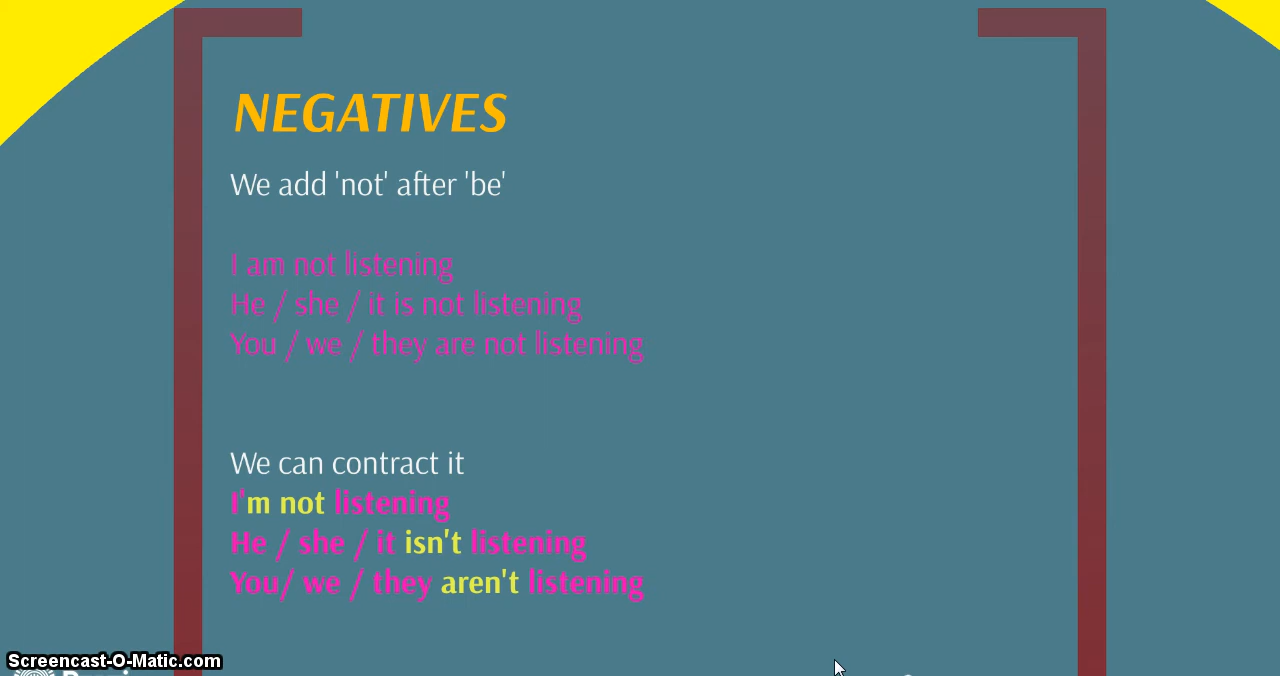 NEGATIVES
We add 'not' after 'be'
I am not listening
He / she / it is not listening
You / we / they are not listening
We can contract it
I'm not listening
He / she / it isn't listening
You/ we / they aren't listening
Screencast-O-Matic.com